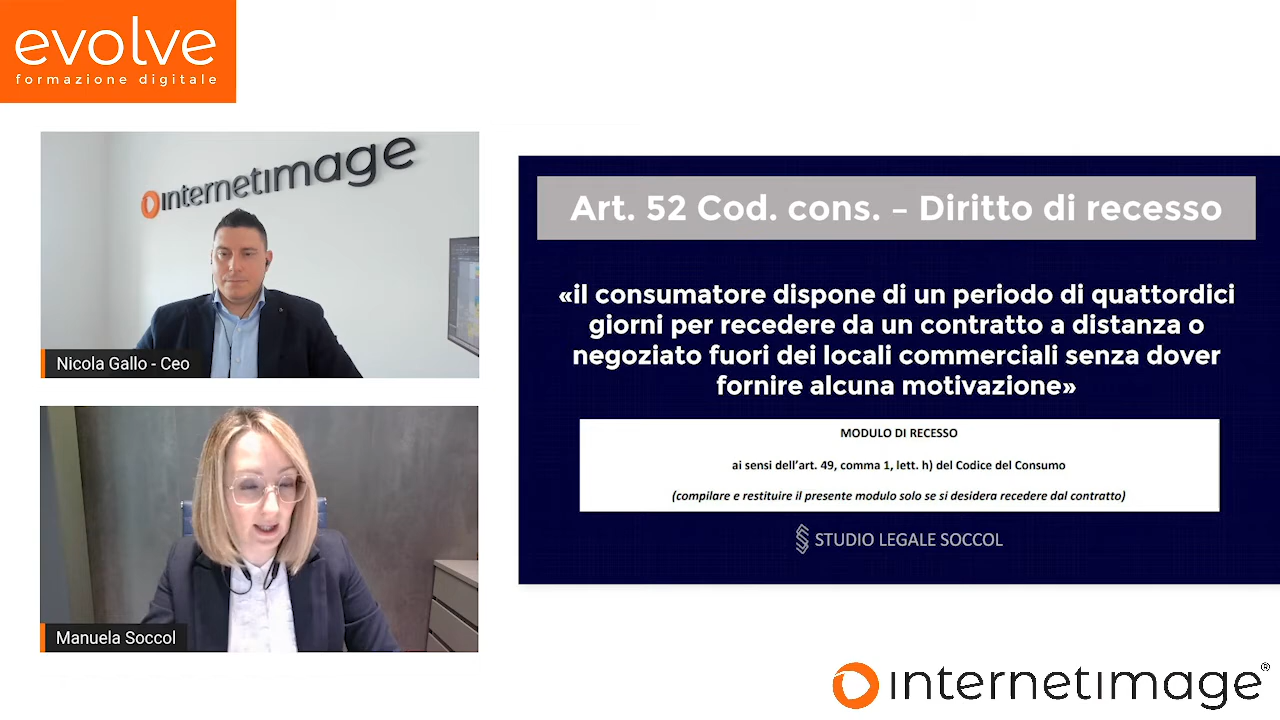 evolve
formazione digitale
internetimage
Nicola Gallo - Ceo
Manuela Soccol
Art. 52 Cod. cons. – Diritto di recesso
«il consumatore dispone di un periodo di quattordici
giorni per recedere da un contratto a distanza o
negoziato fuori dei locali commerciali senza dover
fornire alcuna motivazione»
MODULO DI RECESSO
ai sensi dell'art. 49, comma 1, lett. h) del Codice del Consumo
(compilare e restituire il presente modulo solo se si desidera recedere dal contratto)
STUDIO LEGALE SOCCOL
internetimage®